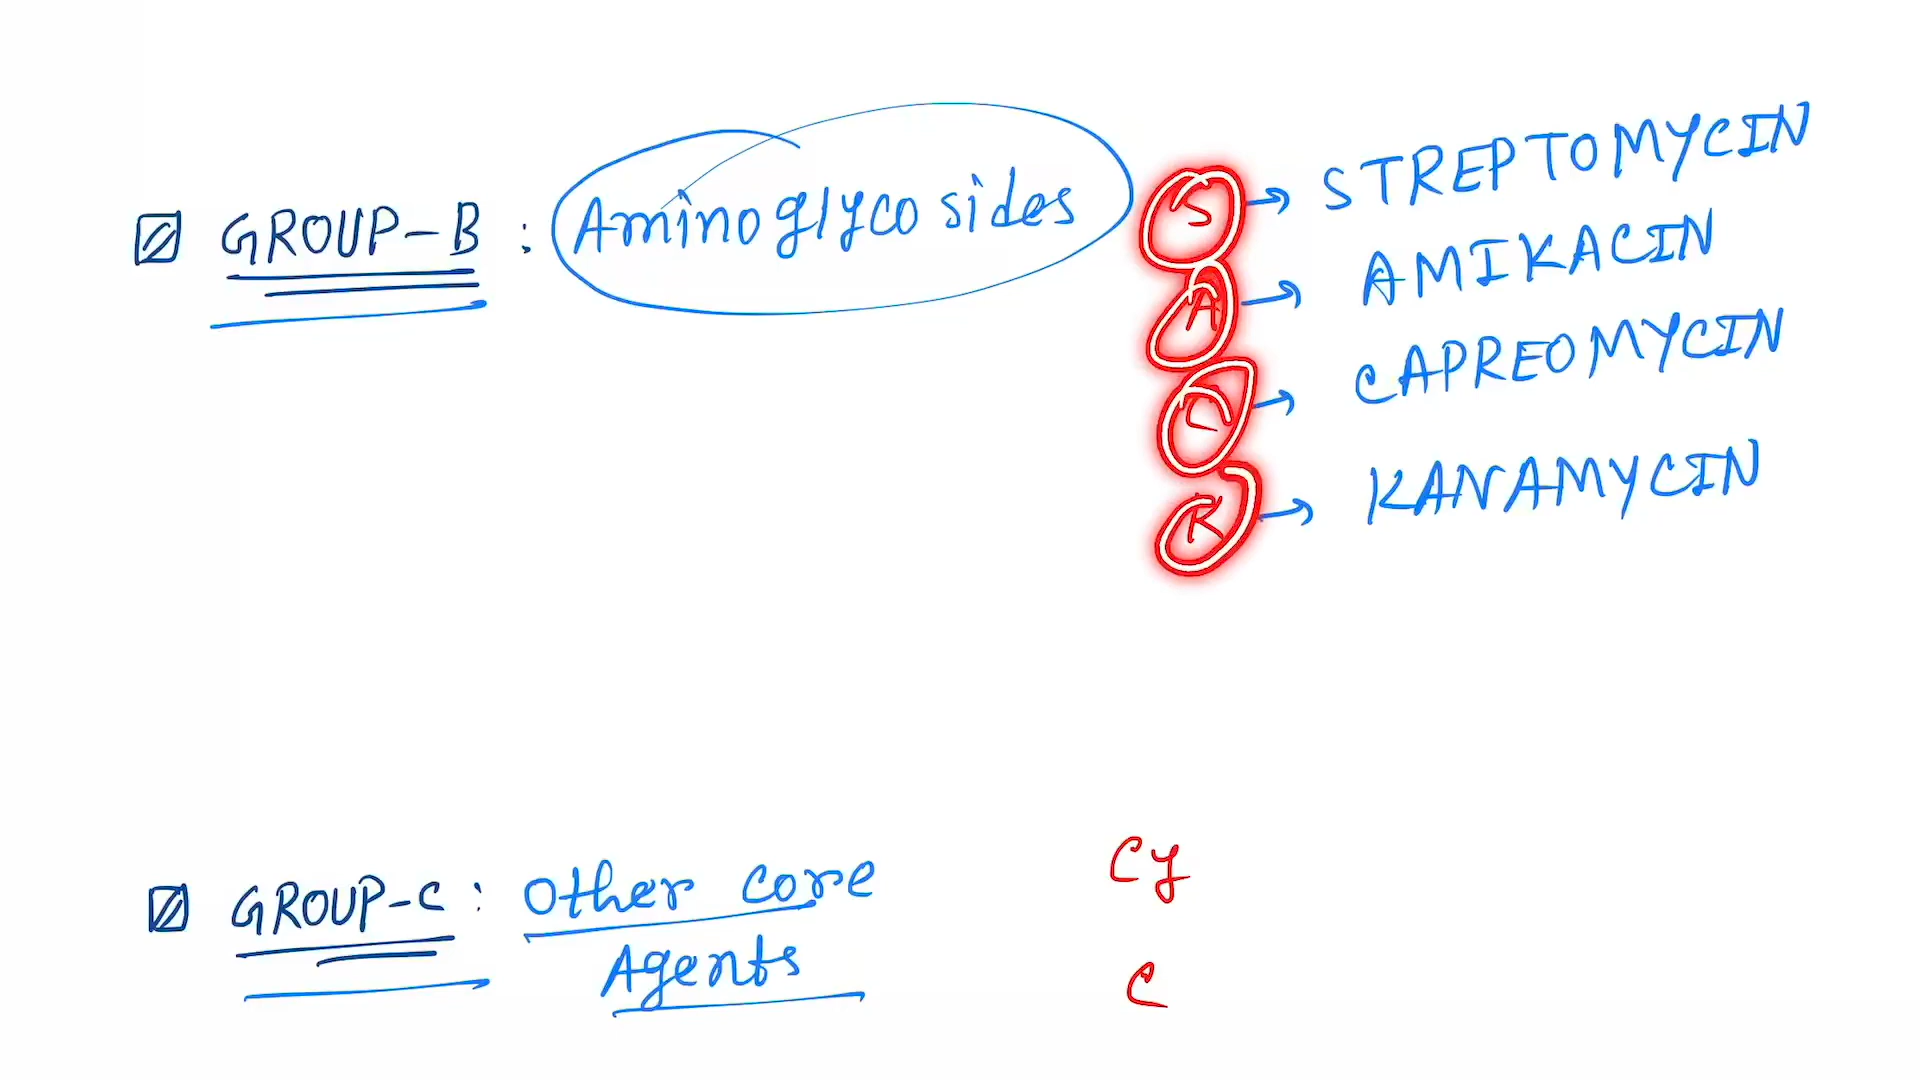 GROUP-B : Aminoglycosides S → STREPTOMYCIN
A → AMIKACIN
C → CAPREOMYCIN
K → KANAMYCIN
GROUP-C : Other core Agents
Cy
C